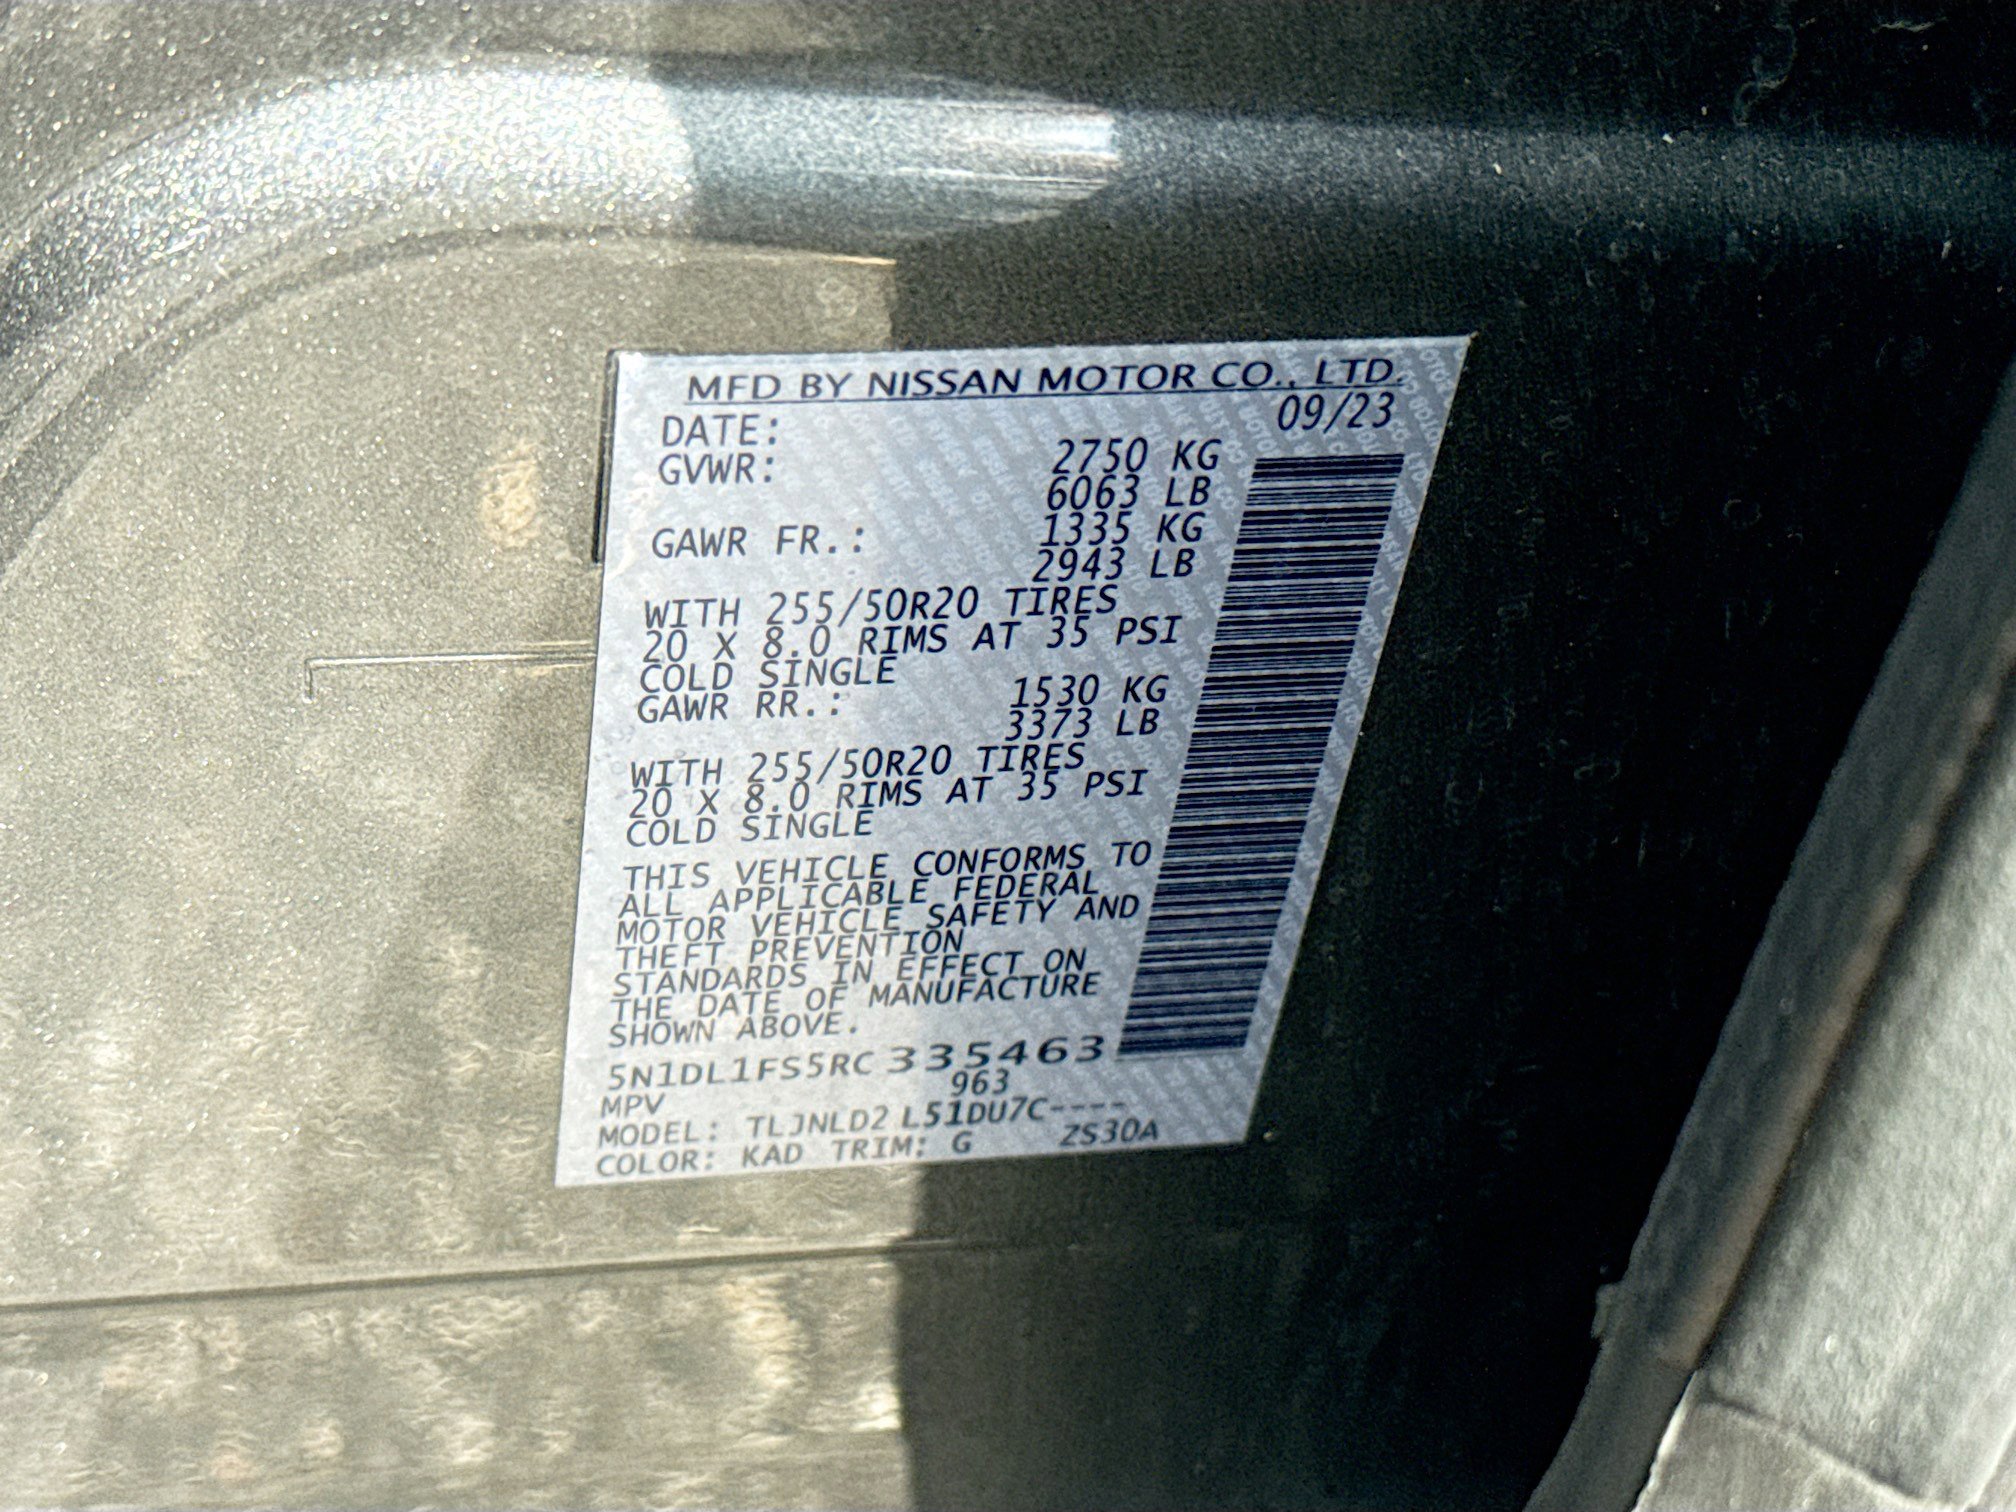 MFD BY NISSAN MOTOR CO., LTD.
DATE: 09/23
GVWR: 2750 KG
6063 LB
GAWR FR.: 1335 KG
2943 LB
WITH 255/50R20 TIRES
20 X 8.0 RIMS AT 35 PSI
COLD SINGLE
GAWR RR.: 1530 KG
3373 LB
WITH 255/50R20 TIRES
20 X 8.0 RIMS AT 35 PSI
COLD SINGLE
THIS VEHICLE CONFORMS TO
ALL APPLICABLE FEDERAL
MOTOR VEHICLE SAFETY AND
THEFT PREVENTION
STANDARDS IN EFFECT ON
THE DATE OF MANUFACTURE
SHOWN ABOVE.
5N1DL1FS5RC 335463
MPV 963
MODEL: TLJNLD2 L51DU7C----
COLOR: KAD TRIM: G ZS30A